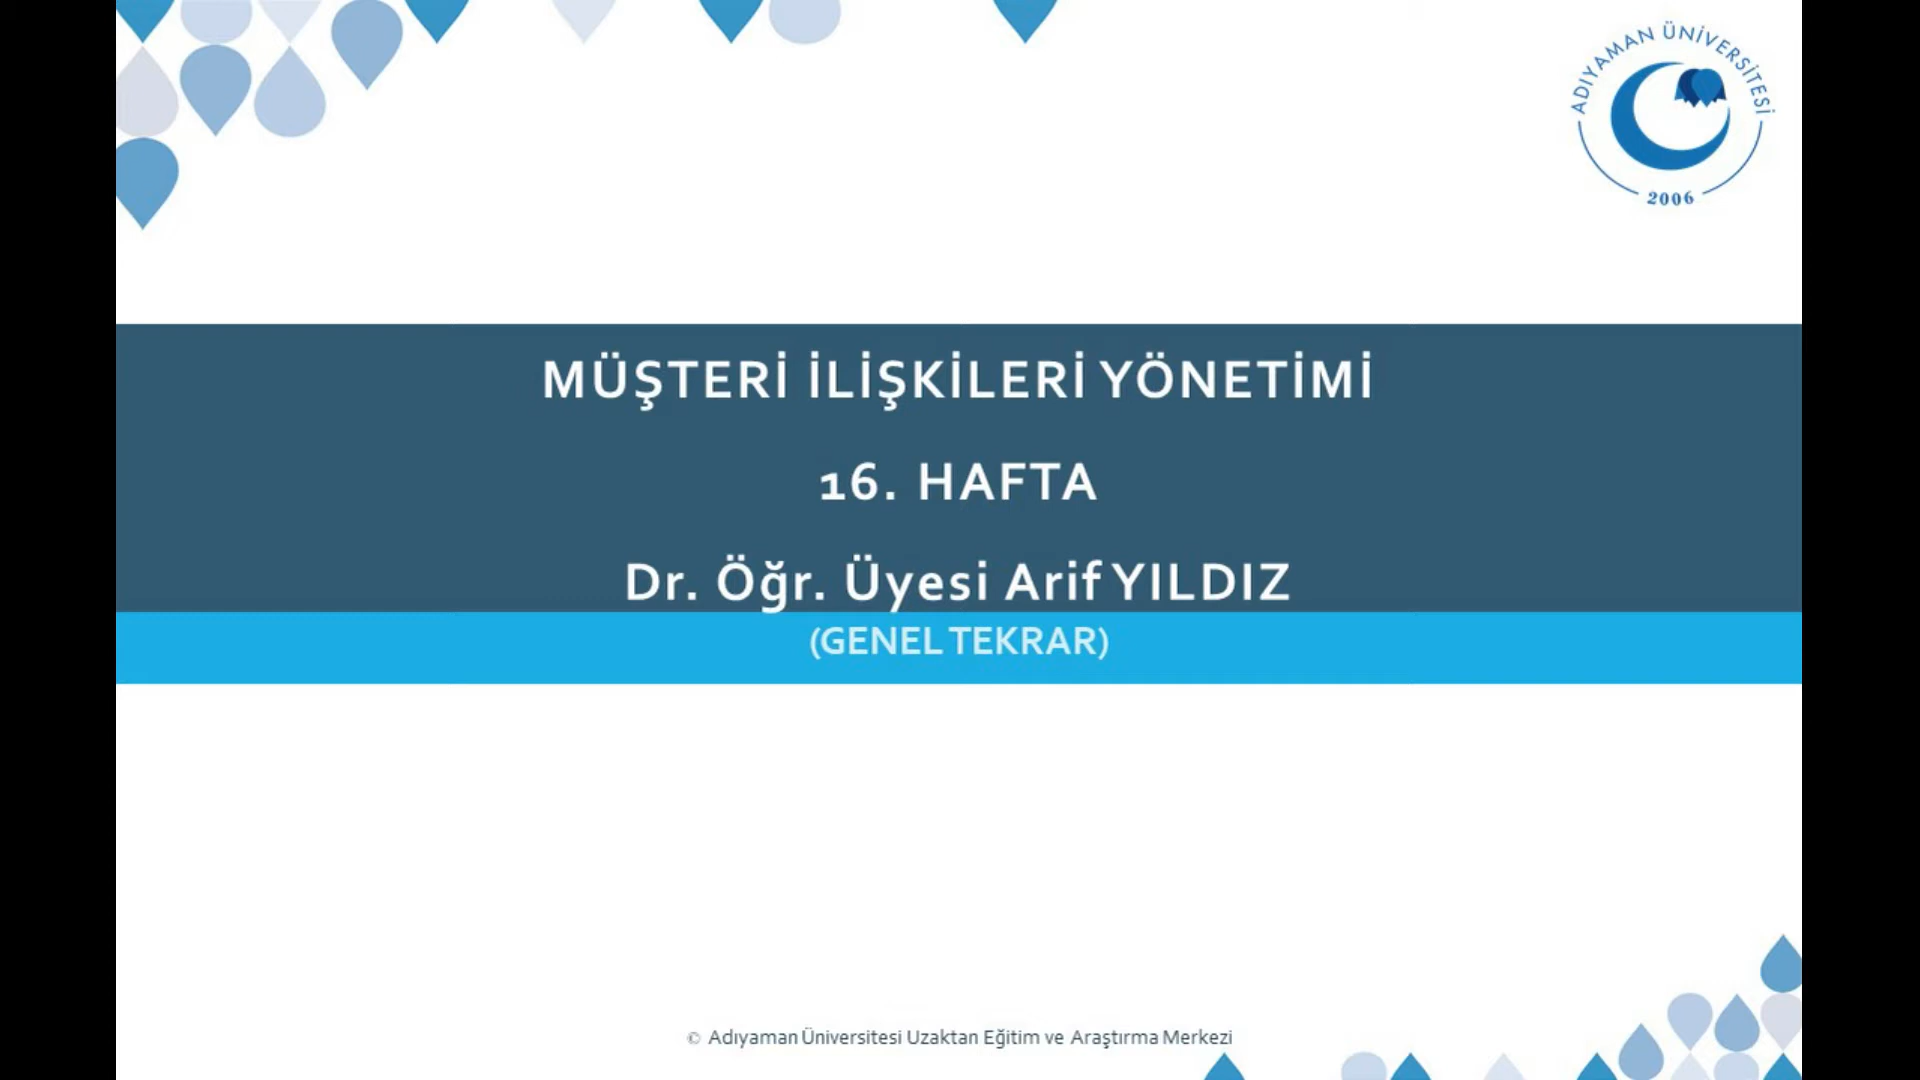 ADIYAMAN ÜNİVERSİTESİ
2006
MÜŞTERİ İLİŞKİLERİ YÖNETİMİ
16. HAFTA
Dr. Öğr. Üyesi Arif YILDIZ
(GENEL TEKRAR)
© Adıyaman Üniversitesi Uzaktan Eğitim ve Araştırma Merkezi